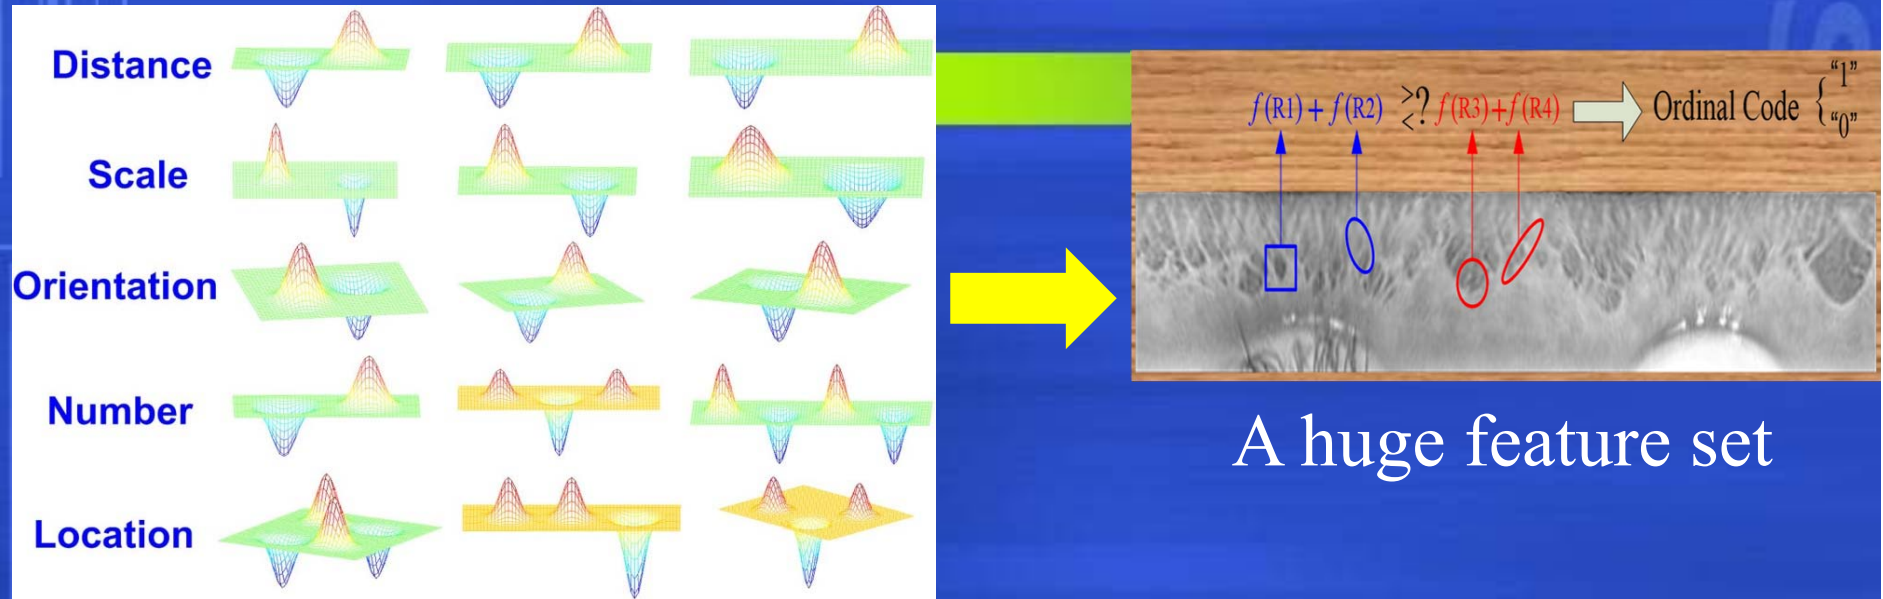 Distance
Scale
Orientation
Number
Location
f(R1) + f(R2) >/<? f(R3)+f(R4) Ordinal Code { “1” “0”
A huge feature set